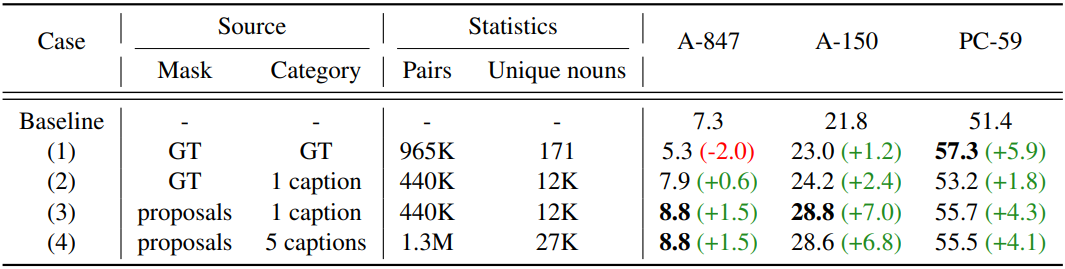 Case Source Statistics A-847 A-150 PC-59
Mask Category Pairs Unique nouns
Baseline - - - - 7.3 21.8 51.4
(1) GT GT 965K 171 5.3 (-2.0) 23.0 (+1.2) 57.3 (+5.9)
(2) GT 1 caption 440K 12K 7.9 (+0.6) 24.2 (+2.4) 53.2 (+1.8)
(3) proposals 1 caption 440K 12K 8.8 (+1.5) 28.8 (+7.0) 55.7 (+4.3)
(4) proposals 5 captions 1.3M 27K 8.8 (+1.5) 28.6 (+6.8) 55.5 (+4.1)